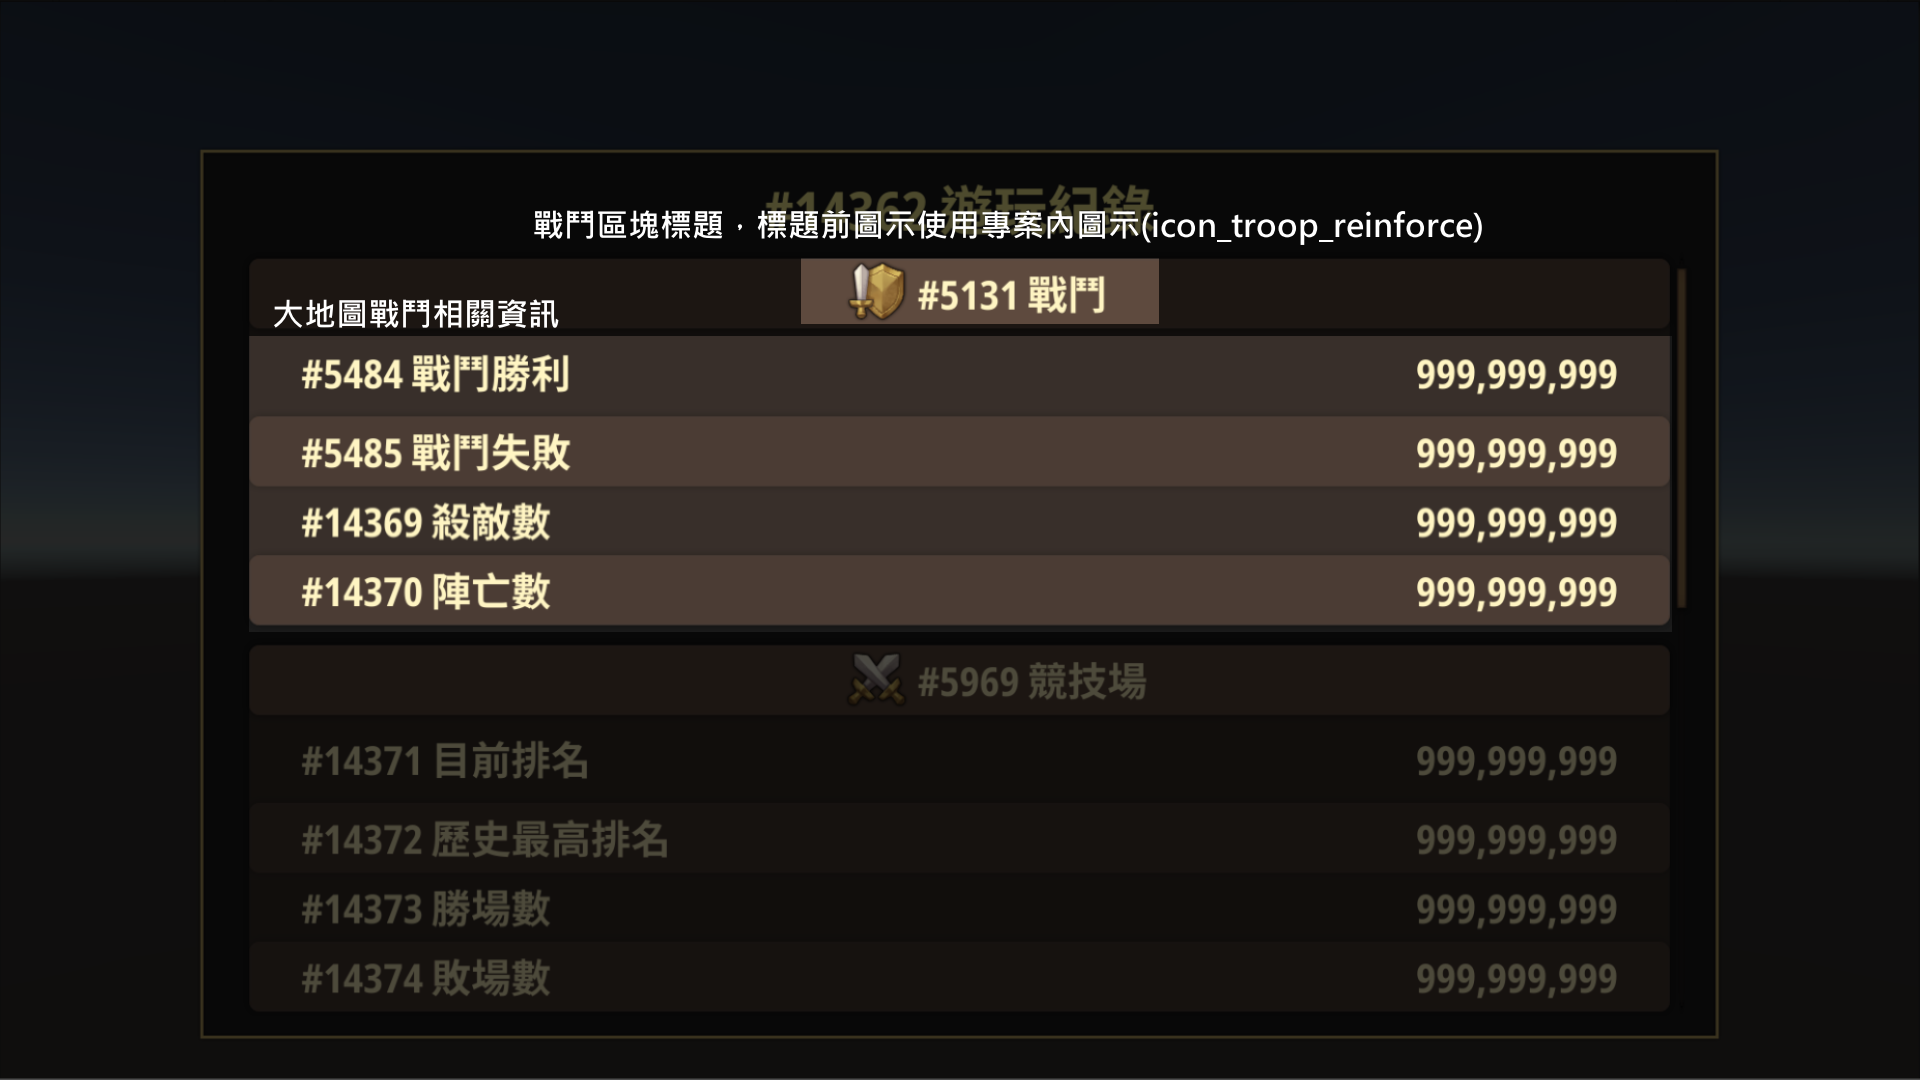 #14362 遊玩紀錄
戰鬥區塊標題，標題前圖示使用專案內圖示(icon_troop_reinforce)
#5131 戰鬥
大地圖戰鬥相關資訊
#5484 戰鬥勝利 999,999,999
#5485 戰鬥失敗 999,999,999
#14369 殺敵數 999,999,999
#14370 陣亡數 999,999,999
#5969 競技場
#14371 目前排名 999,999,999
#14372 歷史最高排名 999,999,999
#14373 勝場數 999,999,999
#14374 敗場數 999,999,999